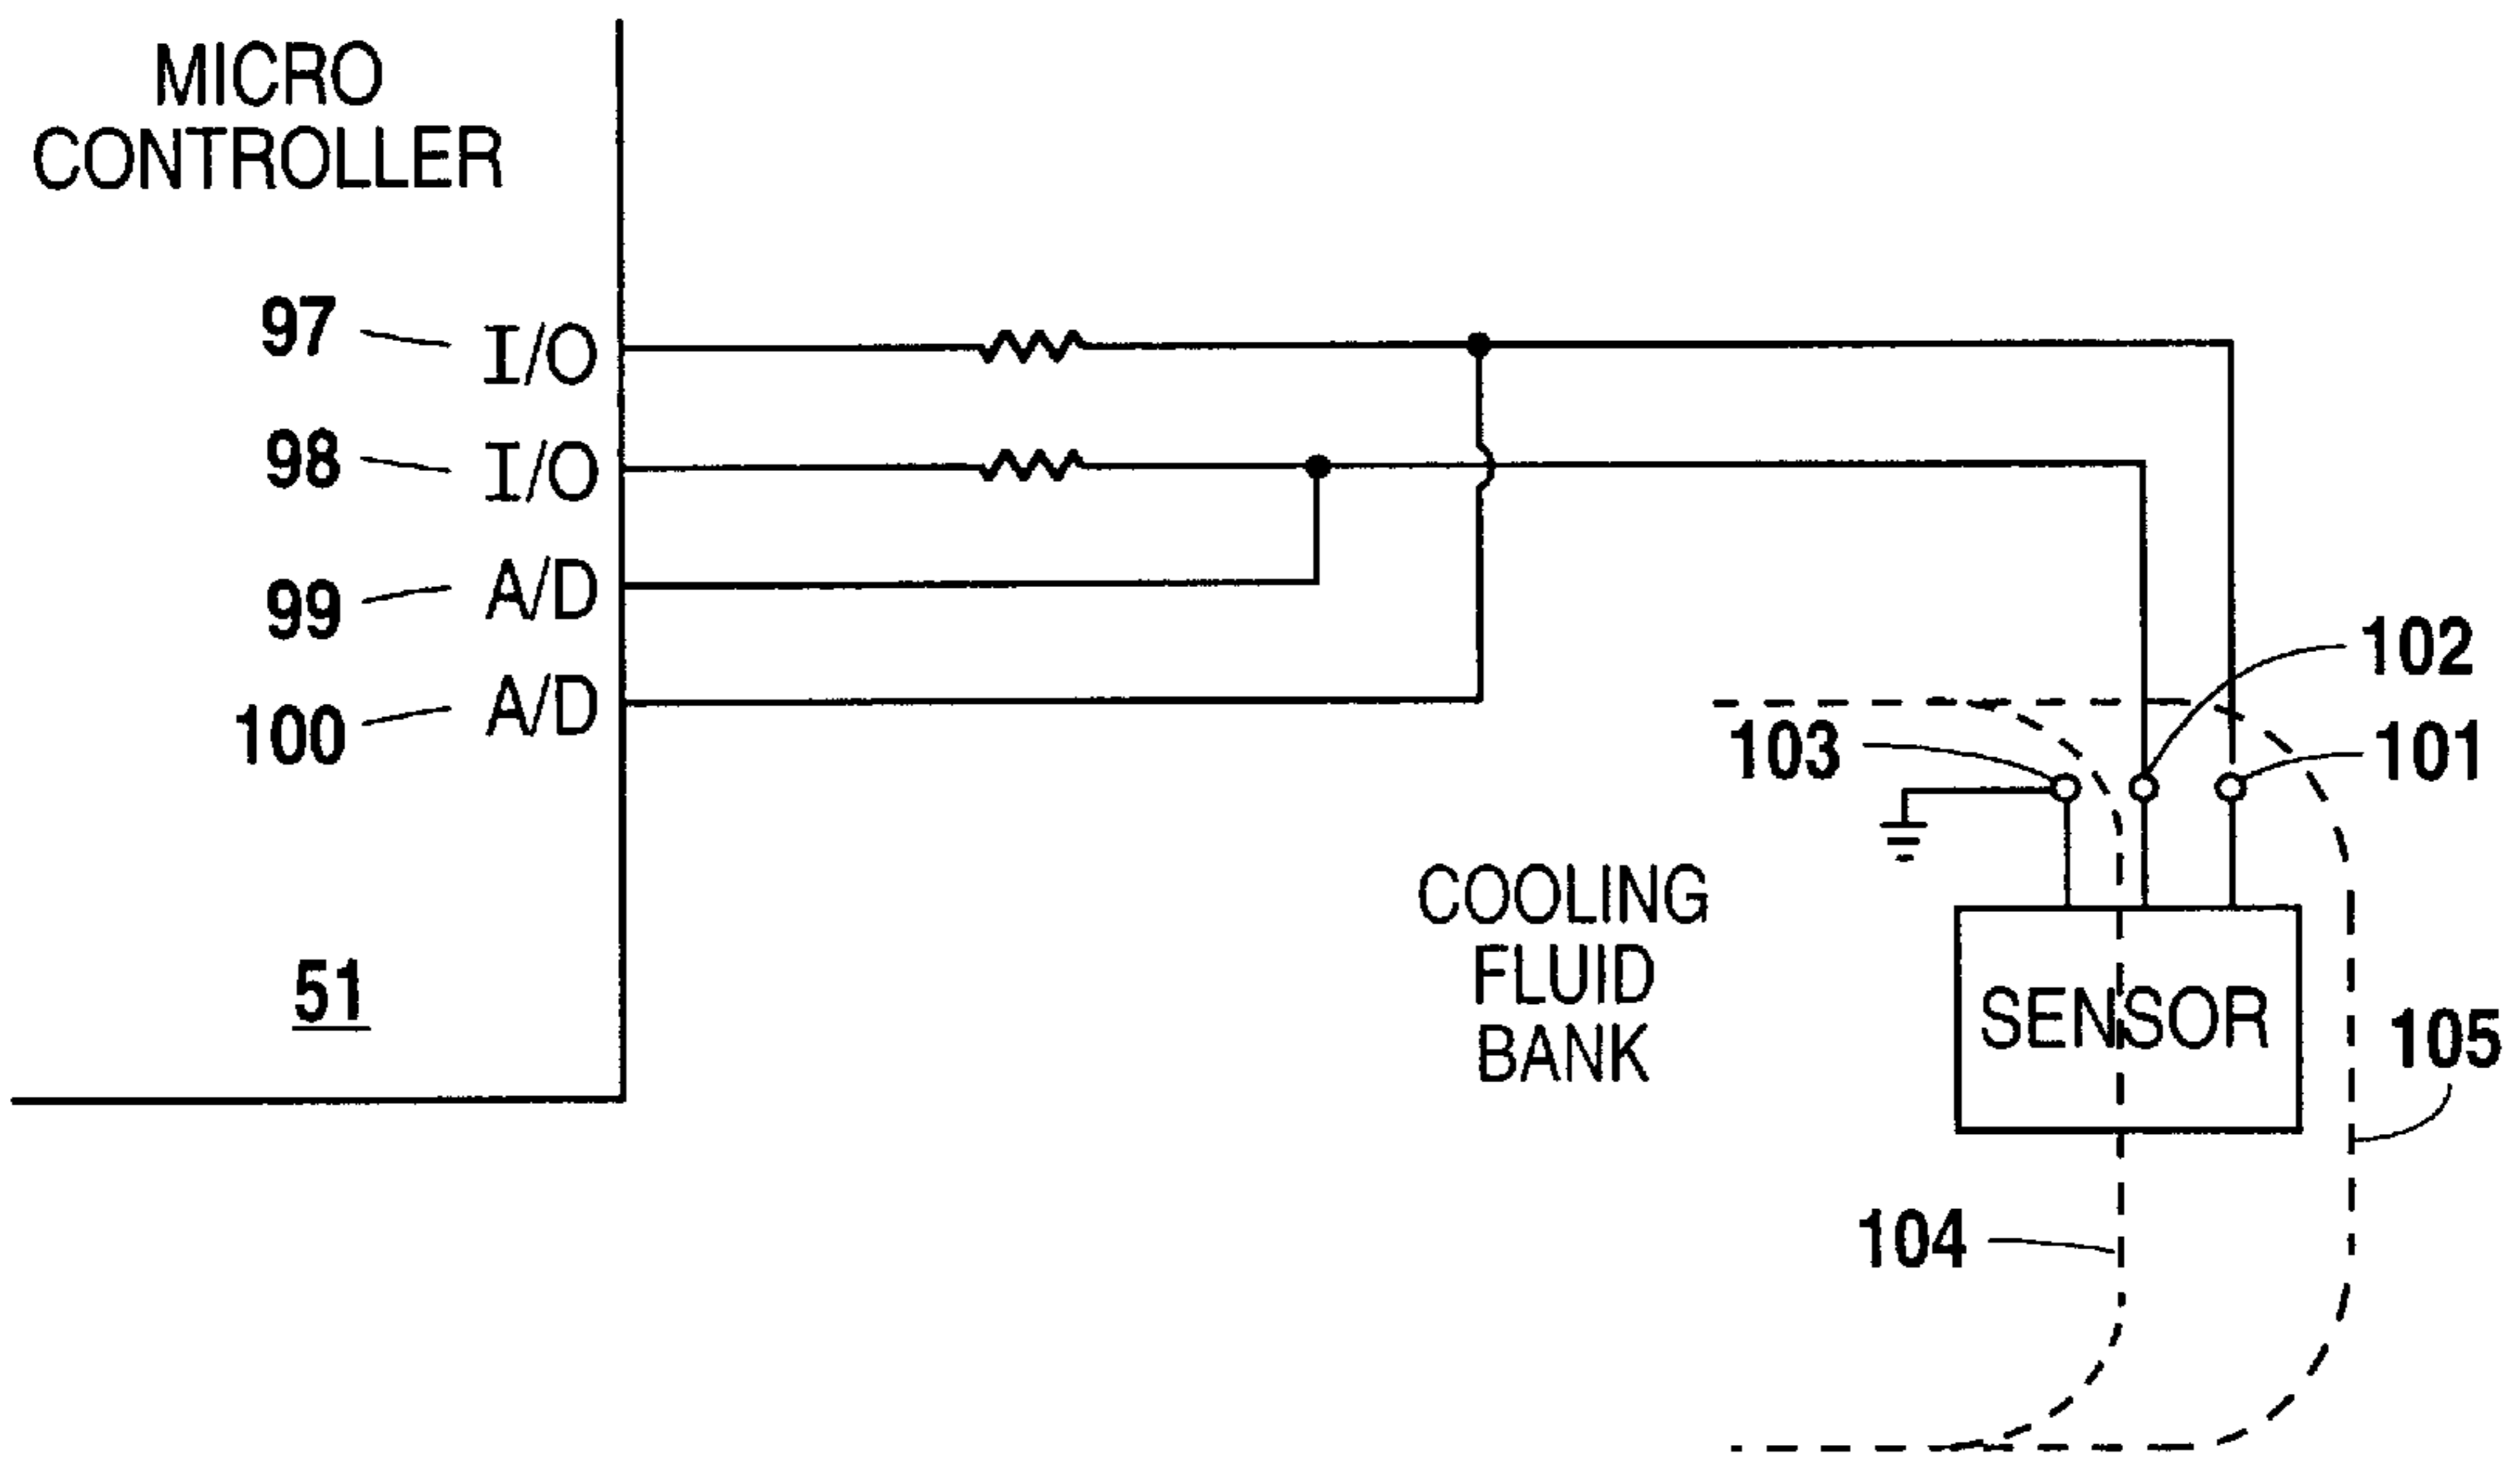 MICRO
CONTROLLER
97 I/O
98 I/O
99 A/D
100 A/D
102
103
101
COOLING
FLUID
BANK
51
SENSOR
105
104